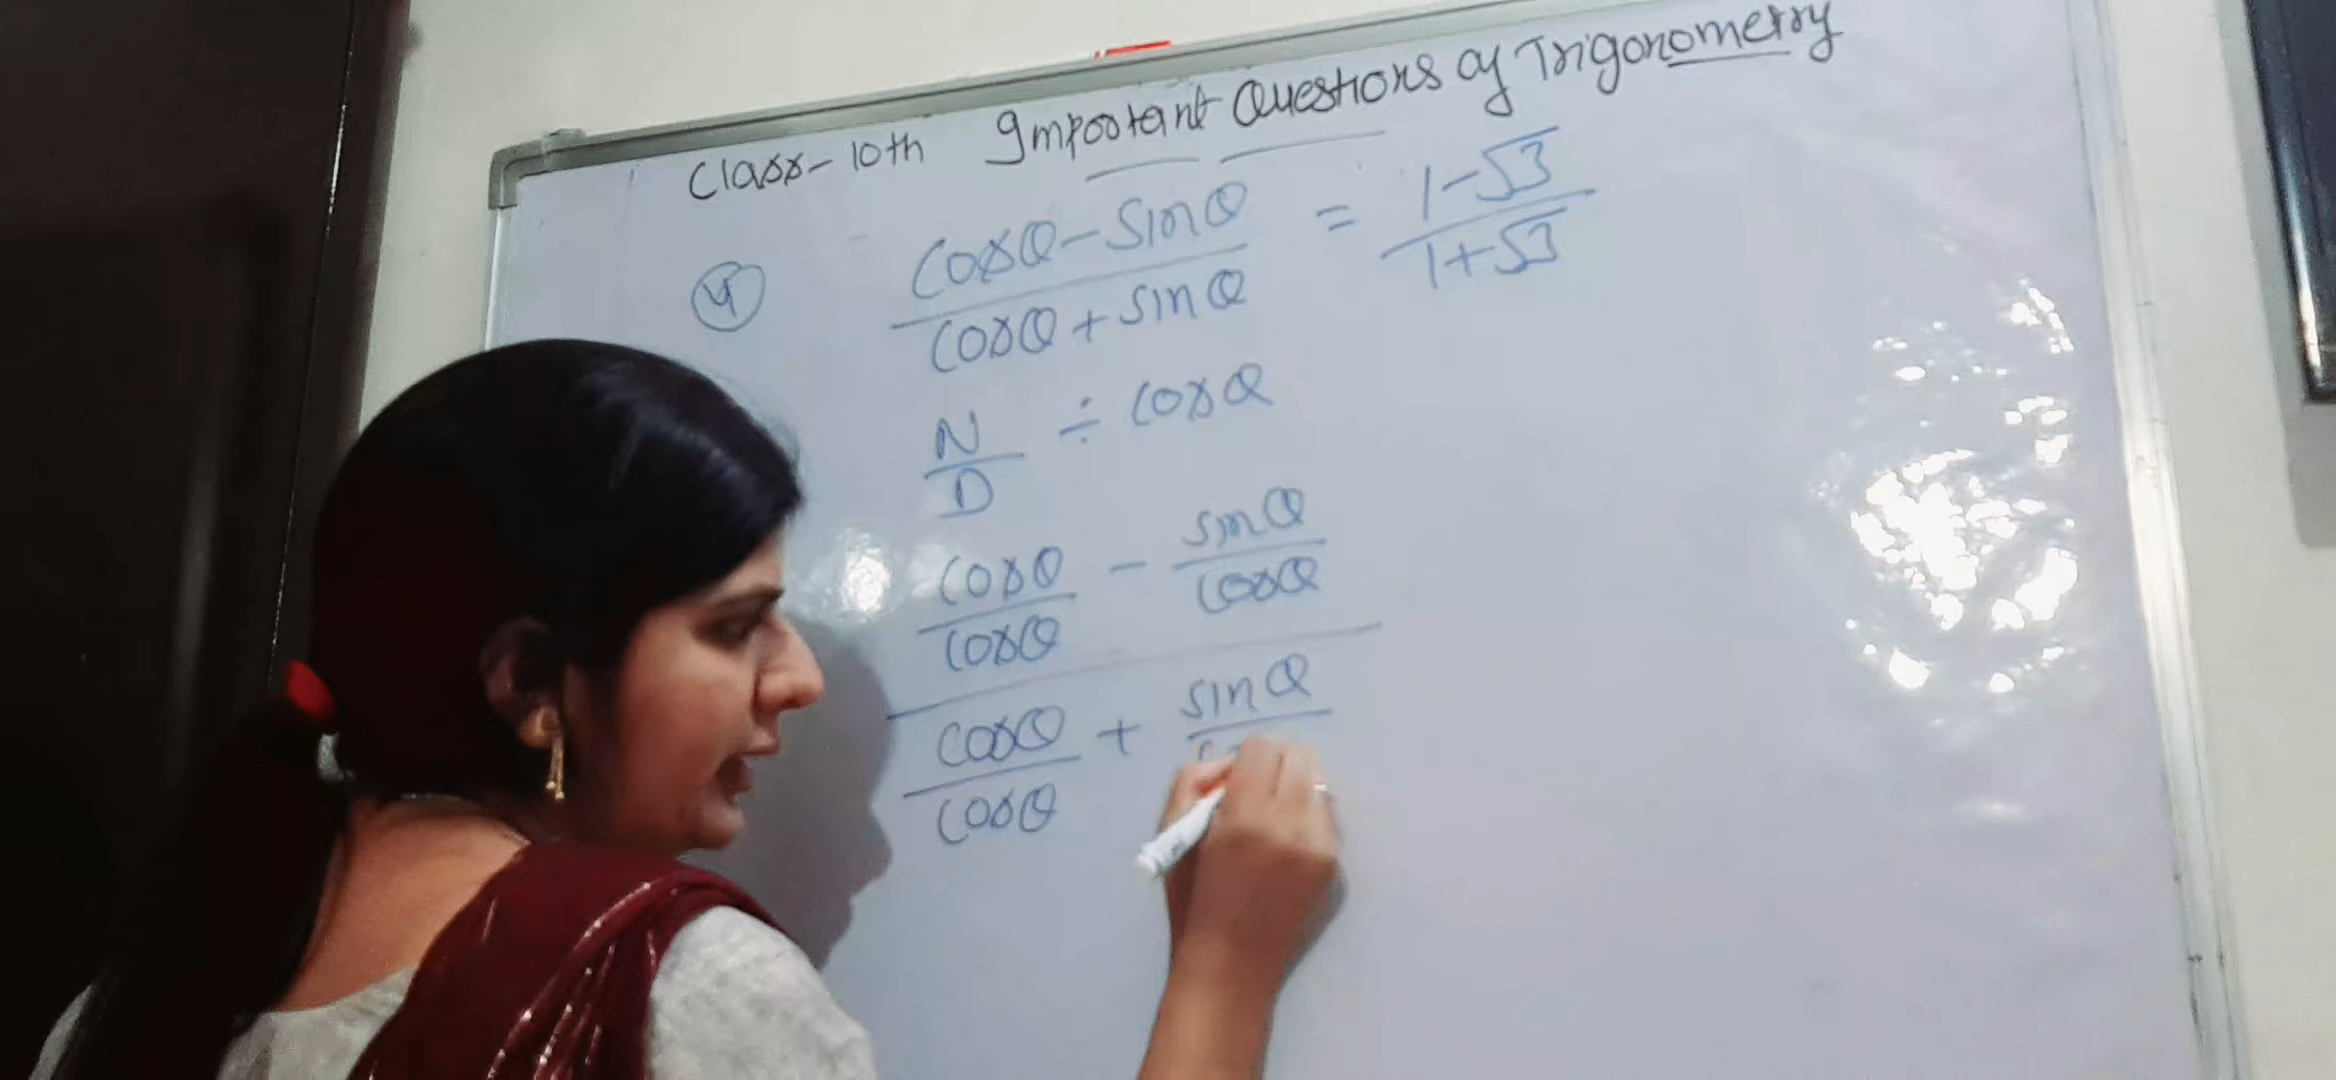 Class-10th Important Questions of Trigonometry
④ cosθ-sinθ / cosθ+sinθ = 1-√3 / 1+√3
N / D ÷ cosθ
cosθ / cosθ - sinθ / cosθ
cosθ / cosθ + sinθ